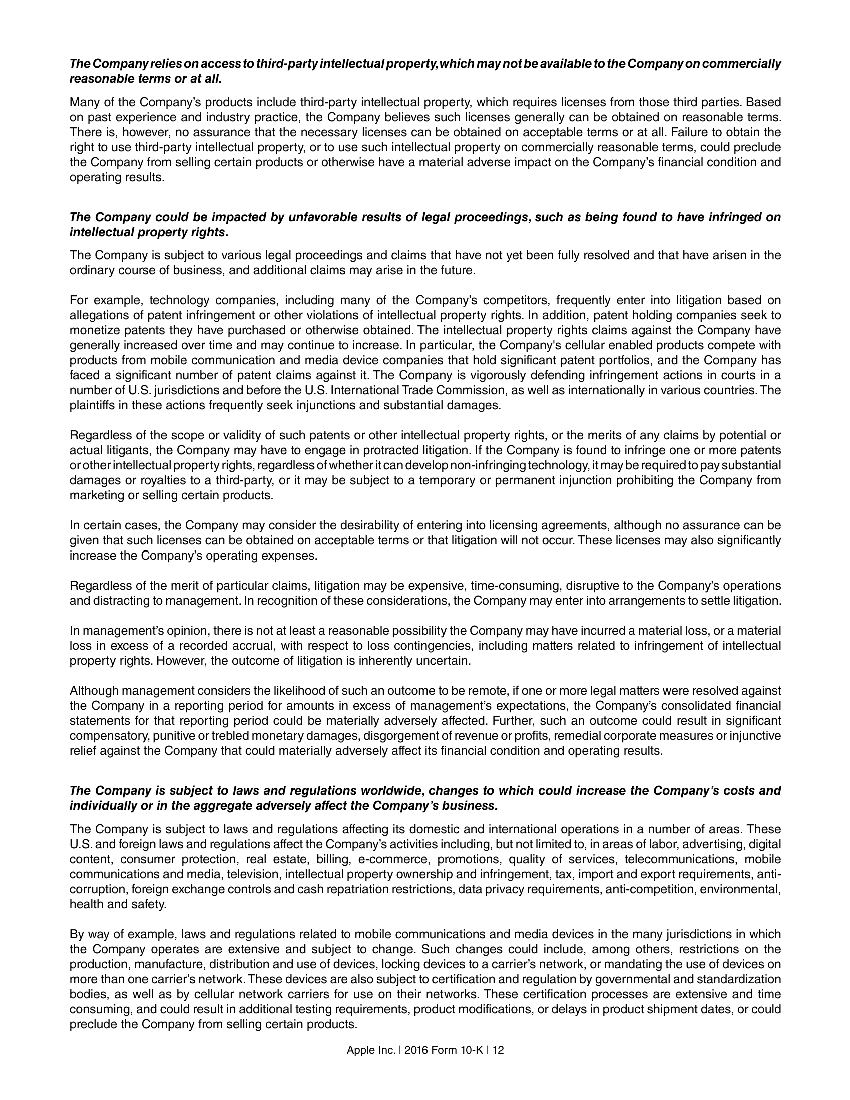 The Company relies on access to third-party intellectual property, which may not be available to the Company on commercially
reasonable terms or at all.
Many of the Company's products include third-party intellectual property, which requires licenses from those third parties. Based
on past experience and industry practice, the Company believes such licenses generally can be obtained on reasonable terms.
There is, however, no assurance that the necessary licenses can be obtained on acceptable terms or at all. Failure to obtain the
right to use third-party intellectual property, or to use such intellectual property on commercially reasonable terms, could preclude
the Company from selling certain products or otherwise have a material adverse impact on the Company's financial condition and
operating results.
The Company could be impacted by unfavorable results of legal proceedings, such as being found to have infringed on
intellectual property rights.
The Company is subject to various legal proceedings and claims that have not yet been fully resolved and that have arisen in the
ordinary course of business, and additional claims may arise in the future.
For example, technology companies, including many of the Company's competitors, frequently enter into litigation based on
allegations of patent infringement or other violations of intellectual property rights. In addition, patent holding companies seek to
monetize patents they have purchased or otherwise obtained. The intellectual property rights claims against the Company have
generally increased over time and may continue to increase. In particular, the Company's cellular enabled products compete with
products from mobile communication and media device companies that hold significant patent portfolios, and the Company has
faced a significant number of patent claims against it. The Company is vigorously defending infringement actions in courts in a
number of U.S. jurisdictions and before the U.S. International Trade Commission, as well as internationally in various countries. The
plaintiffs in these actions frequently seek injunctions and substantial damages.
Regardless of the scope or validity of such patents or other intellectual property rights, or the merits of any claims by potential or
actual litigants, the Company may have to engage in protracted litigation. If the Company is found to infringe one or more patents
or other intellectual property rights, regardless of whether it can develop non-infringing technology, it may be required to pay substantial
damages or royalties to a third-party, or it may be subject to a temporary or permanent injunction prohibiting the Company from
marketing or selling certain products.
In certain cases, the Company may consider the desirability of entering into licensing agreements, although no assurance can be
given that such licenses can be obtained on acceptable terms or that litigation will not occur. These licenses may also significantly
increase the Company's operating expenses.
Regardless of the merit of particular claims, litigation may be expensive, time-consuming, disruptive to the Company's operations
and distracting to management. In recognition of these considerations, the Company may enter into arrangements to settle litigation.
In management's opinion, there is not at least a reasonable possibility the Company may have incurred a material loss, or a material
loss in excess of a recorded accrual, with respect to loss contingencies, including matters related to infringement of intellectual
property rights. However, the outcome of litigation is inherently uncertain.
Although management considers the likelihood of such an outcome to be remote, if one or more legal matters were resolved against
the Company in a reporting period for amounts in excess of management's expectations, the Company's consolidated financial
statements for that reporting period could be materially adversely affected. Further, such an outcome could result in significant
compensatory, punitive or trebled monetary damages, disgorgement of revenue or profits, remedial corporate measures or injunctive
relief against the Company that could materially adversely affect its financial condition and operating results.
The Company is subject to laws and regulations worldwide, changes to which could increase the Company's costs and
individually or in the aggregate adversely affect the Company's business.
The Company is subject to laws and regulations affecting its domestic and international operations in a number of areas. These
U.S. and foreign laws and regulations affect the Company's activities including, but not limited to, in areas of labor, advertising, digital
content, consumer protection, real estate, billing, e-commerce, promotions, quality of services, telecommunications, mobile
communications and media, television, intellectual property ownership and infringement, tax, import and export requirements, anti-
corruption, foreign exchange controls and cash repatriation restrictions, data privacy requirements, anti-competition, environmental,
health and safety.
By way of example, laws and regulations related to mobile communications and media devices in the many jurisdictions in which
the Company operates are extensive and subject to change. Such changes could include, among others, restrictions on the
production, manufacture, distribution and use of devices, locking devices to a carrier's network, or mandating the use of devices on
more than one carrier's network. These devices are also subject to certification and regulation by governmental and standardization
bodies, as well as by cellular network carriers for use on their networks. These certification processes are extensive and time
consuming, and could result in additional testing requirements, product modifications, or delays in product shipment dates, or could
preclude the Company from selling certain products.
Apple Inc. | 2016 Form 10-K | 12